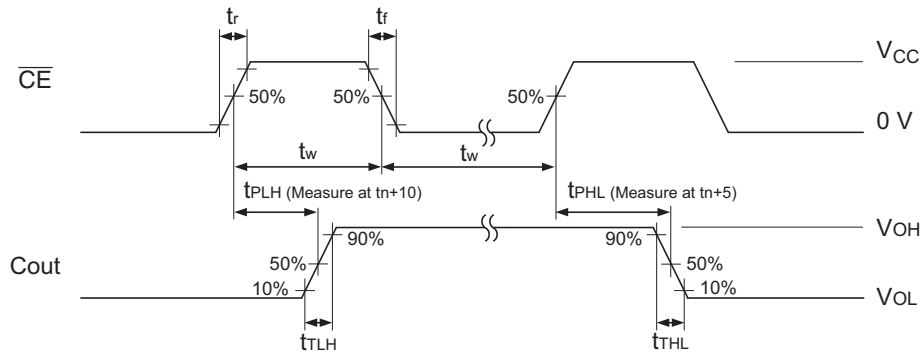 tr
tf
VCC
CE
50%
50%
50%
0 V
tw
tw
tPLH (Measure at tn+10)
tPHL (Measure at tn+5)
VOH
90%
90%
Cout
50%
50%
10%
10%
VOL
tTLH
tTHL